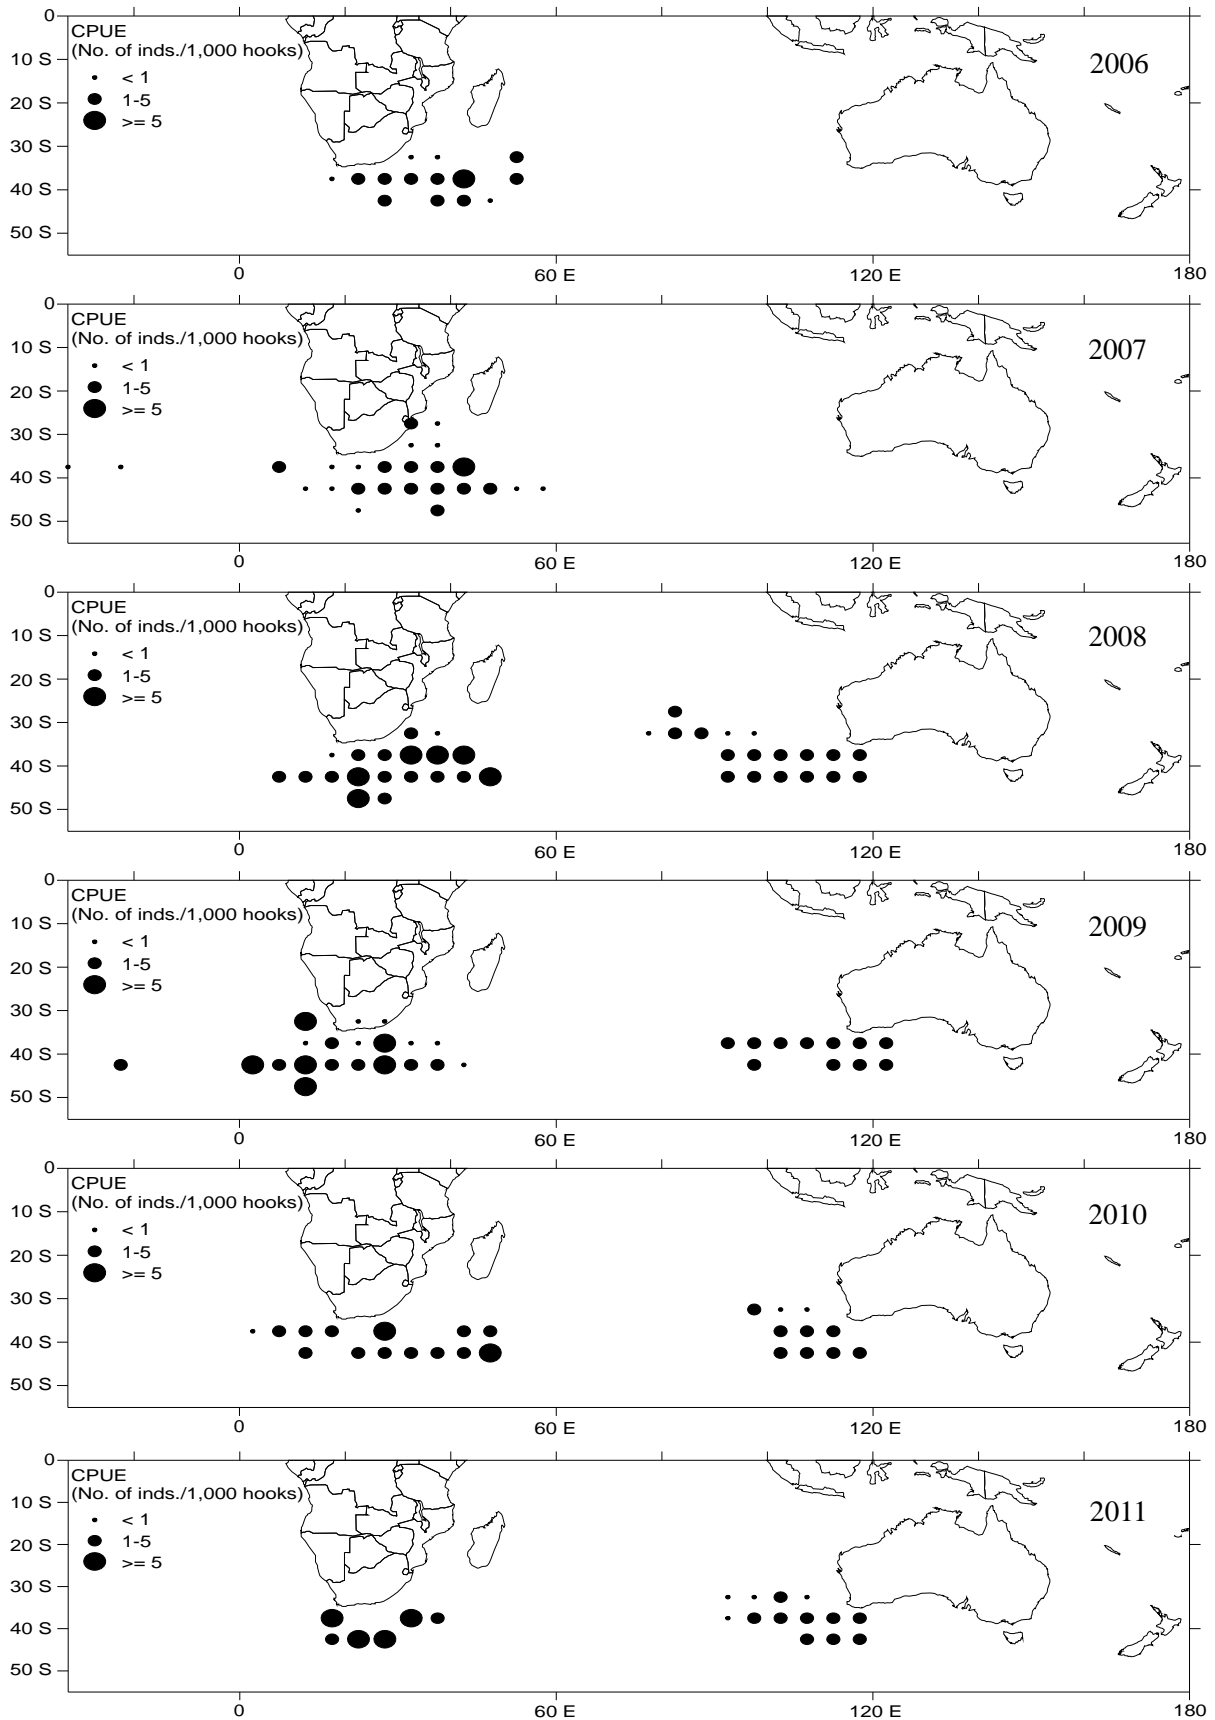 0
CPUE
(No. of inds./1,000 hooks)
< 1
1-5
>= 5
10 S
20 S
30 S
40 S
50 S
2006
0
60 E
120 E
180
0
CPUE
(No. of inds./1,000 hooks)
< 1
1-5
>= 5
10 S
20 S
30 S
40 S
50 S
2007
0
60 E
120 E
180
0
CPUE
(No. of inds./1,000 hooks)
< 1
1-5
>= 5
10 S
20 S
30 S
40 S
50 S
2008
0
60 E
120 E
180
0
CPUE
(No. of inds./1,000 hooks)
< 1
1-5
>= 5
10 S
20 S
30 S
40 S
50 S
2009
0
60 E
120 E
180
0
CPUE
(No. of inds./1,000 hooks)
< 1
1-5
>= 5
10 S
20 S
30 S
40 S
50 S
2010
0
60 E
120 E
180
0
CPUE
(No. of inds./1,000 hooks)
< 1
1-5
>= 5
10 S
20 S
30 S
40 S
50 S
2011
0
60 E
120 E
180